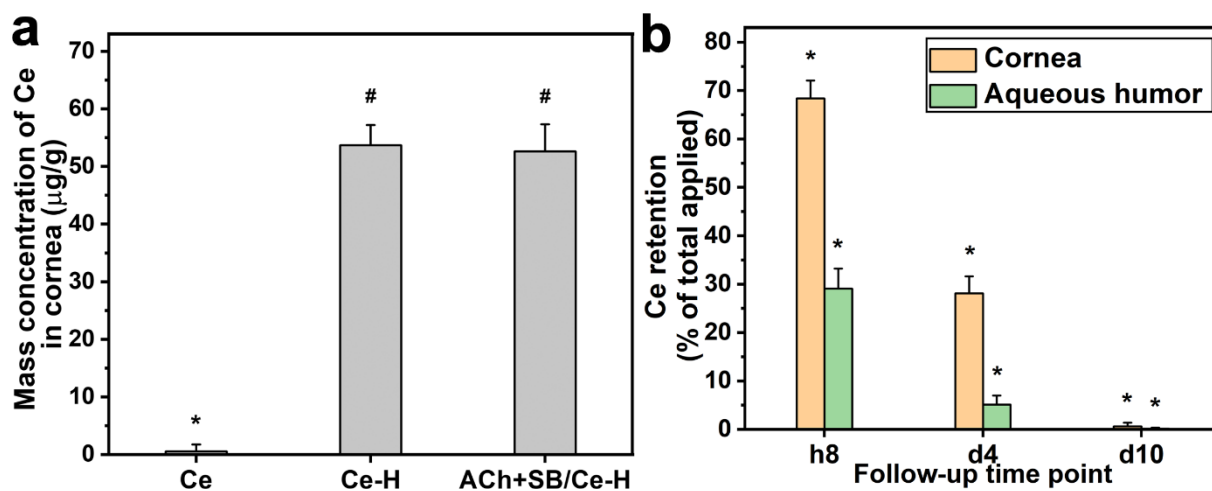 a
Mass concentration of Ce
in cornea (μg/g)
70
60
50
40
30
20
10
0
#
#
*
Ce
Ce-H
ACh+SB/Ce-H
b
Ce retention
(% of total applied)
80
70
60
50
40
30
20
10
0
Cornea
Aqueous humor
*
*
*
*
*
*
h8
d4
d10
Follow-up time point